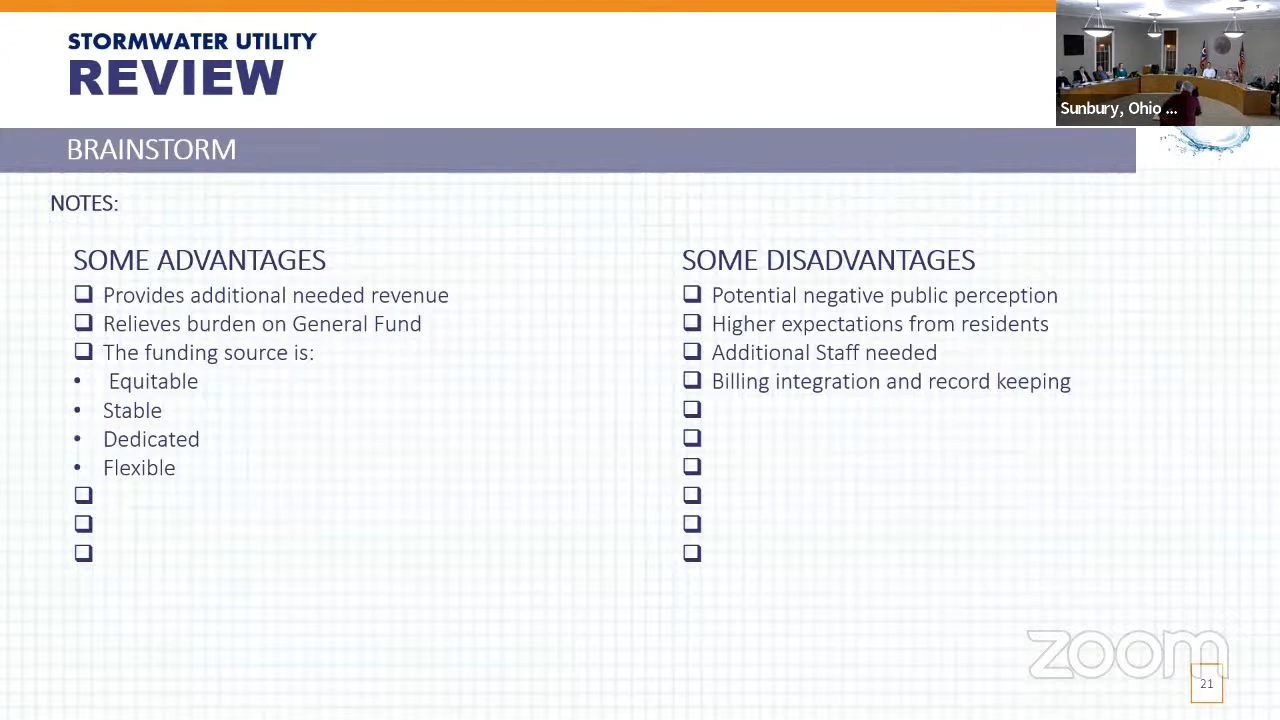 STORMWATER UTILITY
REVIEW
Sunbury, Ohio ...
BRAINSTORM
NOTES:
SOME ADVANTAGES
Provides additional needed revenue
Relieves burden on General Fund
The funding source is:
Equitable
Stable
Dedicated
Flexible
SOME DISADVANTAGES
Potential negative public perception
Higher expectations from residents
Additional Staff needed
Billing integration and record keeping
zoom
21